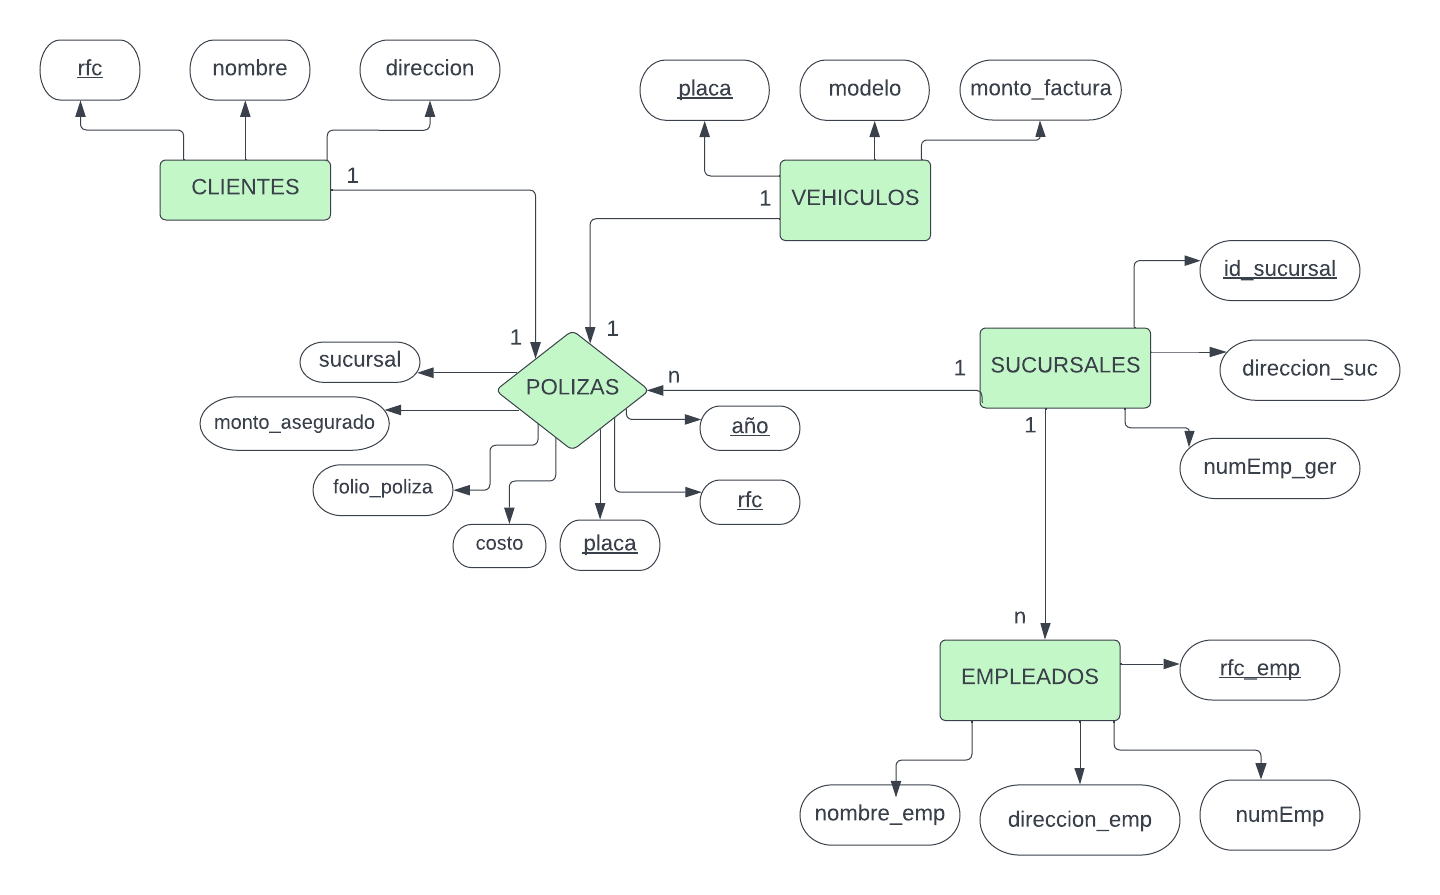 rfc
nombre
direccion
placa
modelo
monto_factura
CLIENTES
1
1
VEHICULOS
id_sucursal
1
1
sucursal
POLIZAS
n
1
SUCURSALES
direccion_suc
monto_asegurado
año
1
numEmp_ger
folio_poliza
rfc
costo
placa
n
EMPLEADOS
rfc_emp
nombre_emp
direccion_emp
numEmp